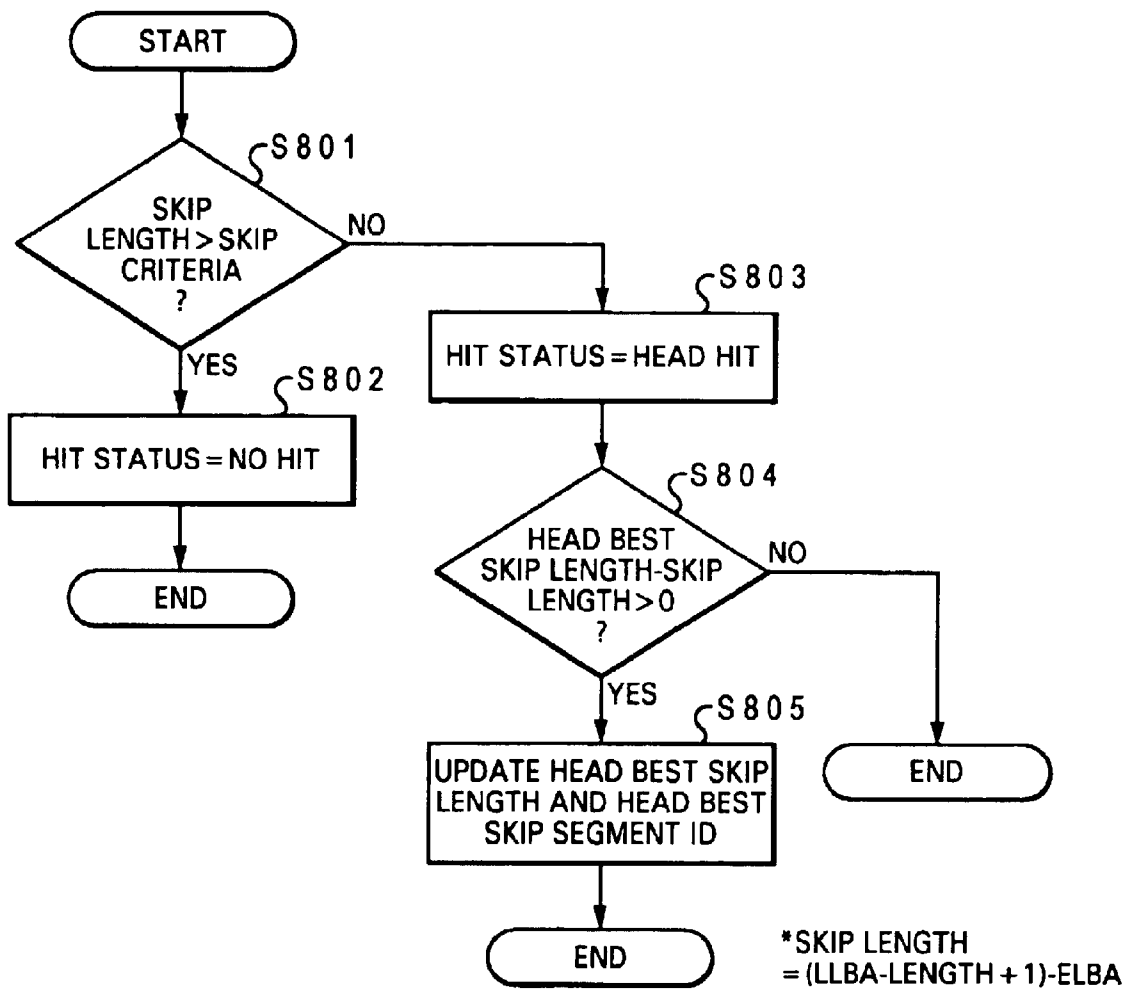 START
S801
SKIP
LENGTH>SKIP
CRITERIA
?
NO
YES
S802
HIT STATUS=NO HIT
END
S803
HIT STATUS=HEAD HIT
S804
HEAD BEST
SKIP LENGTH-SKIP
LENGTH>0
?
NO
YES
S805
UPDATE HEAD BEST SKIP
LENGTH AND HEAD BEST
SKIP SEGMENT ID
END
END
*SKIP LENGTH
=(LLBA-LENGTH+1)-ELBA